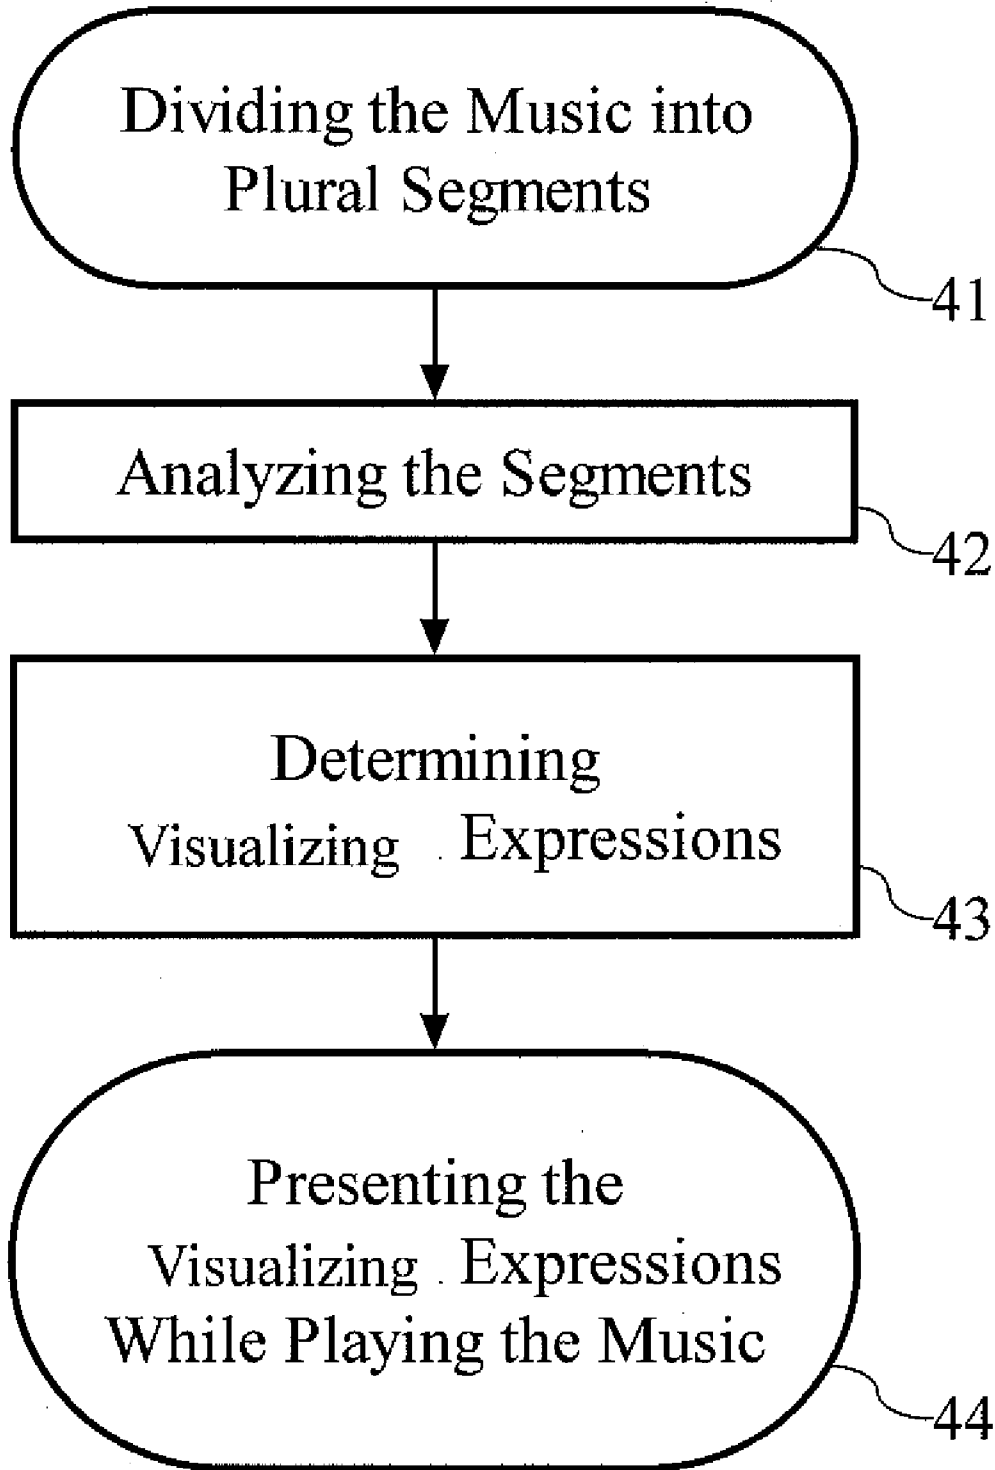 Dividing the Music into
Plural Segments
41
Analyzing the Segments
42
Determining
Visualizing Expressions
43
Presenting the
Visualizing Expressions
While Playing the Music
44